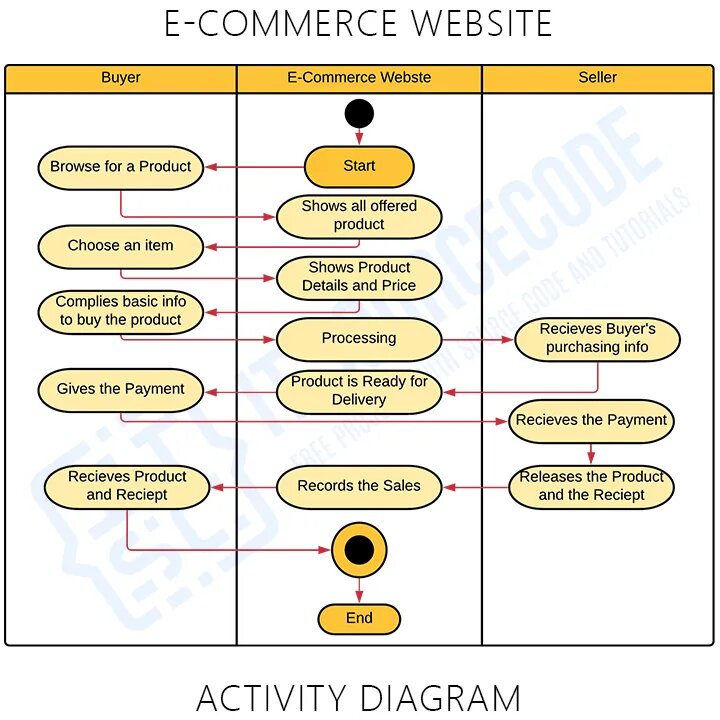 E-COMMERCE WEBSITE
Buyer
E-Commerce Webste
Seller
Start
Browse for a Product
Shows all offered
product
Choose an item
Shows Product
Details and Price
Complies basic info
to buy the product
Processing
Recieves Buyer's
purchasing info
Product is Ready for
Delivery
Gives the Payment
Recieves the Payment
Releases the Product
and the Reciept
Records the Sales
Recieves Product
and Reciept
End
ACTIVITY DIAGRAM